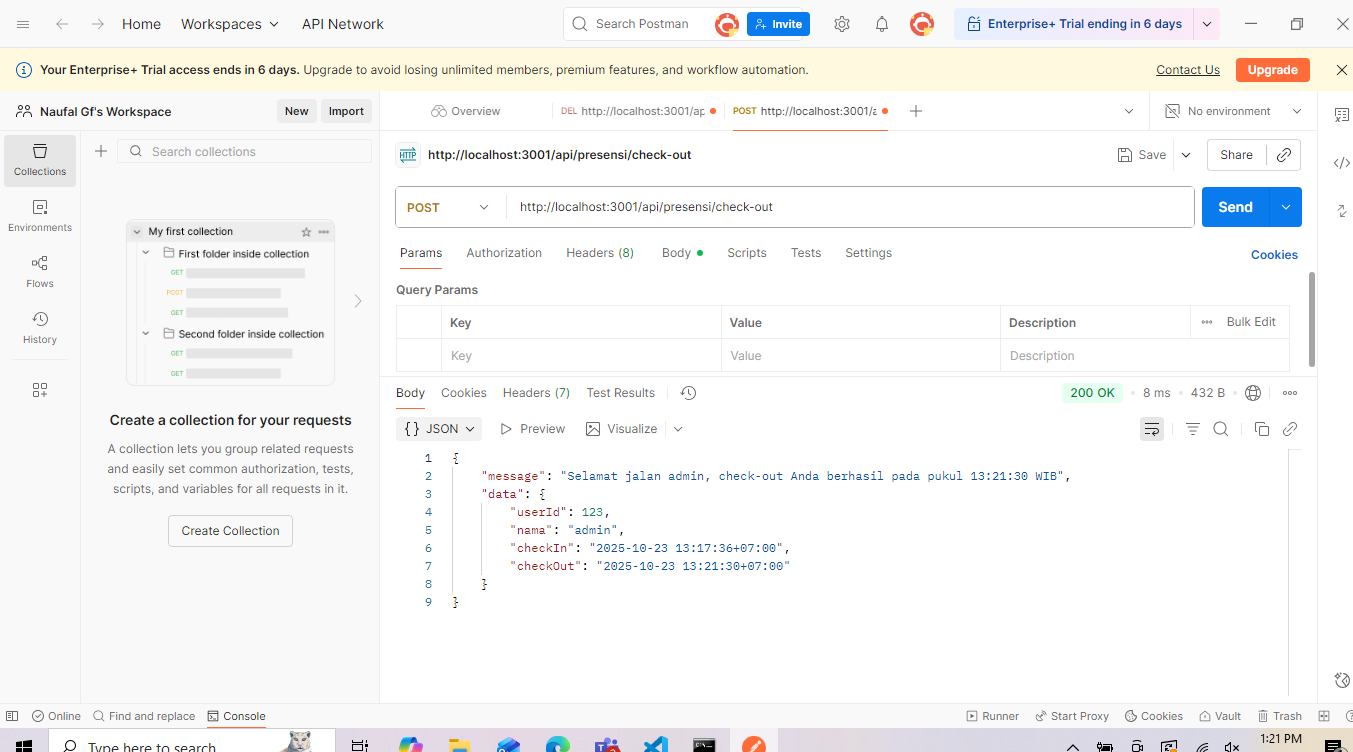 Home Workspaces API Network Search Postman Invite Enterprise+ Trial ending in 6 days
Your Enterprise+ Trial access ends in 6 days. Upgrade to avoid losing unlimited members, premium features, and workflow automation. Contact Us Upgrade
Naufal Gf's Workspace New Import Overview DEL http://localhost:3001/ap POST http://localhost:3001/a No environment
Collections
Environments
Flows
History
Search collections
My first collection
First folder inside collection
GET
POST
GET
Second folder inside collection
GET
GET
Create a collection for your requests
A collection lets you group related requests
and easily set common authorization, tests,
scripts, and variables for all requests in it.
Create Collection
HTTP http://localhost:3001/api/presensi/check-out Save Share
POST http://localhost:3001/api/presensi/check-out Send
Params Authorization Headers (8) Body Scripts Tests Settings Cookies
Query Params
Key Value Description Bulk Edit
Key Value Description
Body Cookies Headers (7) Test Results 200 OK 8 ms 432 B
{} JSON Preview Visualize
1 {
2 "message": "Selamat jalan admin, check-out Anda berhasil pada pukul 13:21:30 WIB",
3 "data": {
4 "userId": 123,
5 "nama": "admin",
6 "checkIn": "2025-10-23 13:17:36+07:00",
7 "checkOut": "2025-10-23 13:21:30+07:00"
8 }
9 }
Online Find and replace Console Runner Start Proxy Cookies Vault Trash
Type here to search 1:21 PM